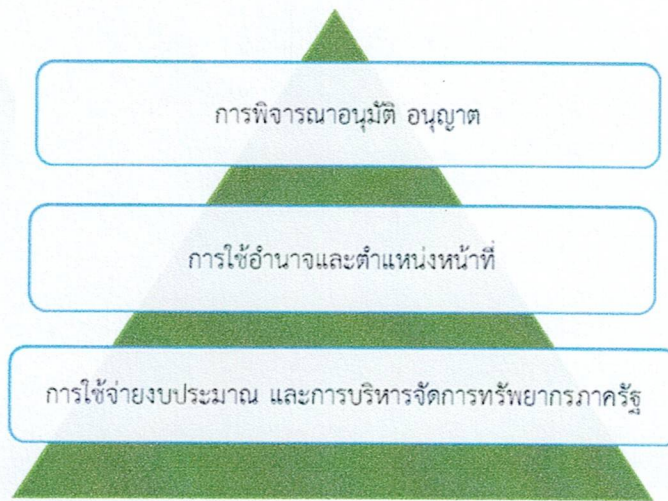 การพิจารณาอนุมัติ อนุญาต
การใช้อำนาจและตำแหน่งหน้าที่
การใช้จ่ายงบประมาณ และการบริหารจัดการทรัพยากรภาครัฐ